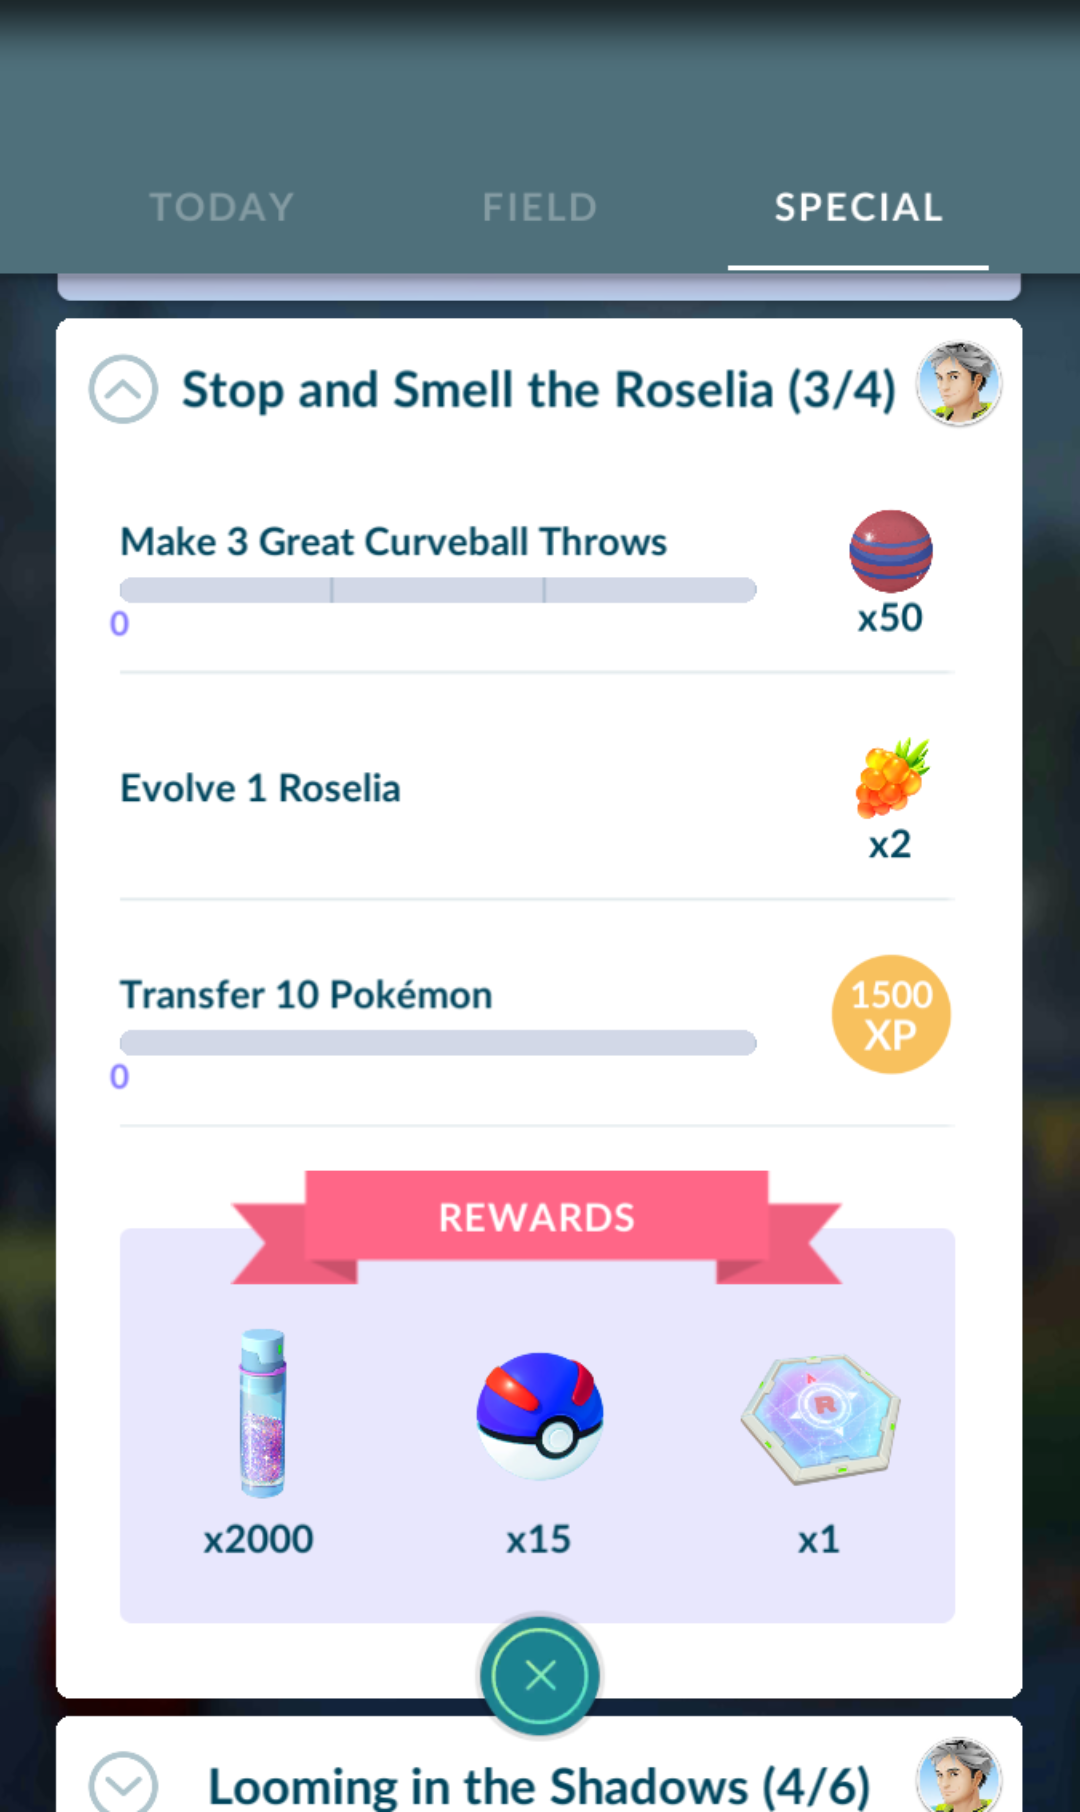 TODAY
FIELD
SPECIAL
Stop and Smell the Roselia (3/4)
Make 3 Great Curveball Throws
0
x50
Evolve 1 Roselia
x2
Transfer 10 Pokémon
0
1500
XP
REWARDS
R
x2000
x15
x1
Looming in the Shadows (4/6)